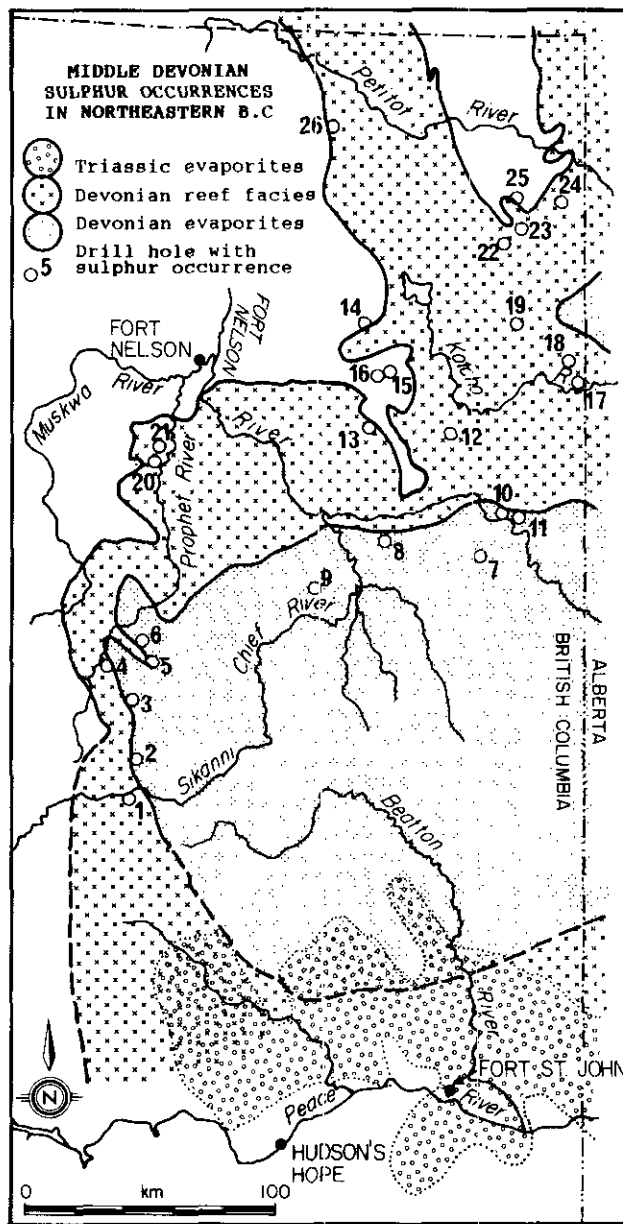 MIDDLE DEVONIAN
SULPHUR OCCURRENCES
IN NORTHEASTERN B.C
Triassic evaporites
Devonian reef facies
Devonian evaporites
Drill hole with
5 sulphur occurrence
Petitot
River
26
25
24
23
22
19
14
18
17
16
15
Kotcho
R
13
12
FORT
NELSON
FORT
NELSON
River
Muskwa
River
21
20
Prophet River
10
11
8
7
9
6
5
4
3
2
1
Chief
River
Sikanni
Beatton
River
BRITISH COLUMBIA
ALBERTA
FORT ST. JOHN
Peace
River
HUDSON'S
HOPE
N
0 km 100